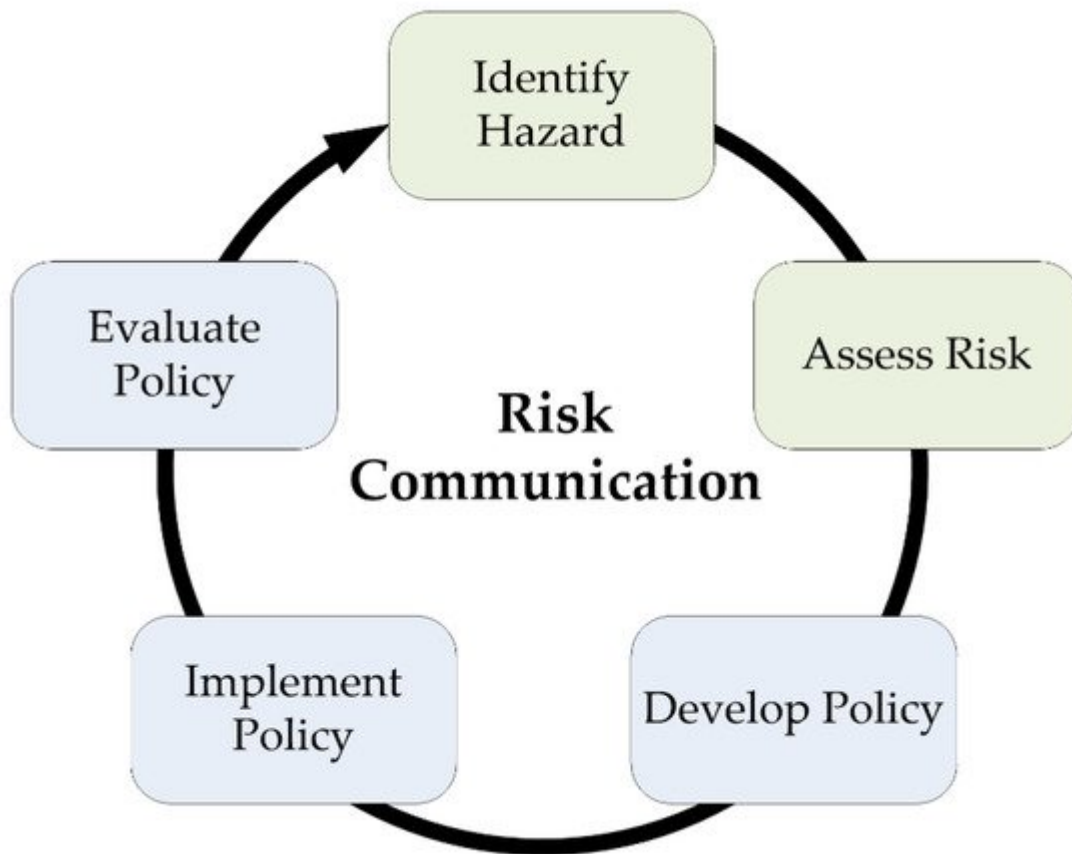 Identify
Hazard
Assess Risk
Develop Policy
Implement
Policy
Evaluate
Policy
Risk
Communication